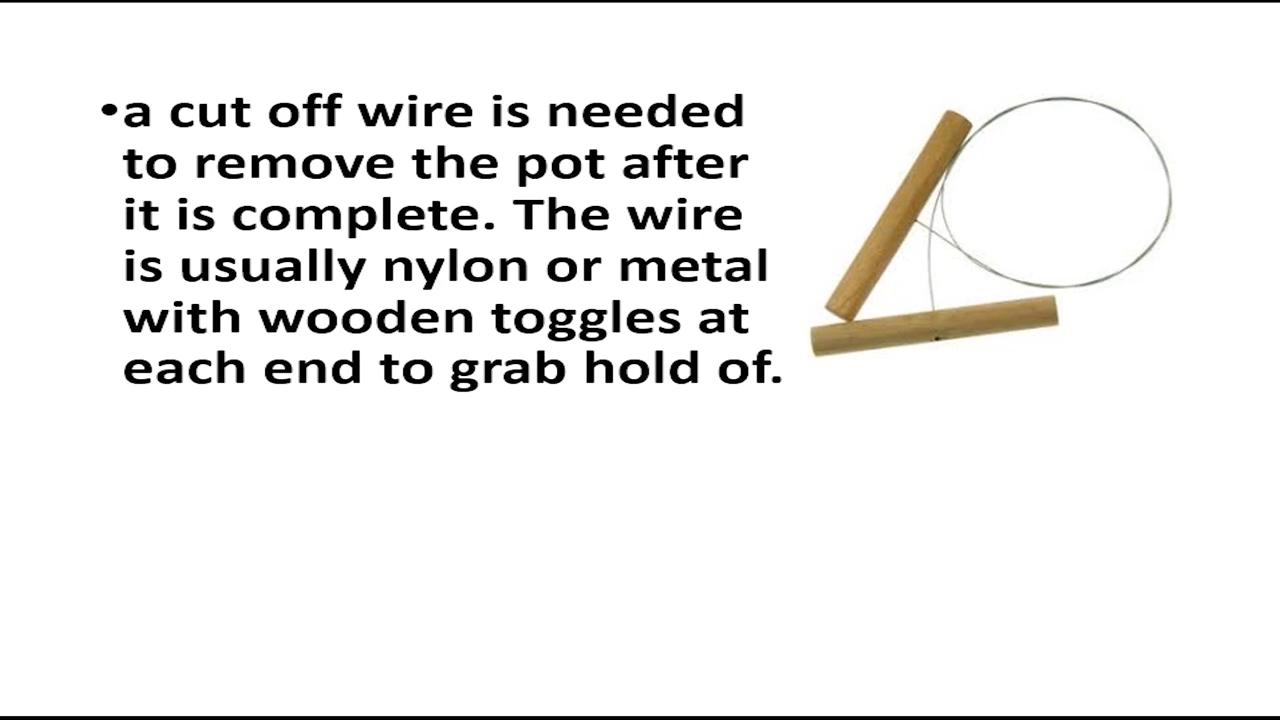 •a cut off wire is needed
to remove the pot after
it is complete. The wire
is usually nylon or metal
with wooden toggles at
each end to grab hold of.